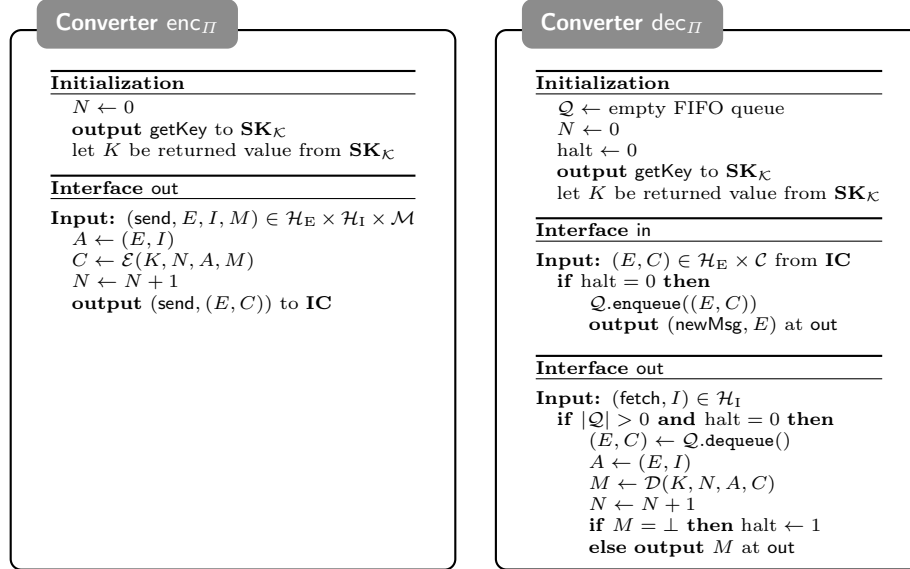 Converter enc_Π
Initialization
N ← 0
output getKey to SK_𝒦
let K be returned value from SK_𝒦
Interface out
Input: (send, E, I, M) ∈ ℋ_E × ℋ_I × ℳ
A ← (E, I)
C ← ℰ(K, N, A, M)
N ← N + 1
output (send, (E, C)) to IC
Converter dec_Π
Initialization
𝒬 ← empty FIFO queue
N ← 0
halt ← 0
output getKey to SK_𝒦
let K be returned value from SK_𝒦
Interface in
Input: (E, C) ∈ ℋ_E × 𝒞 from IC
if halt = 0 then
𝒬.enqueue((E, C))
output (newMsg, E) at out
Interface out
Input: (fetch, I) ∈ ℋ_I
if |𝒬| > 0 and halt = 0 then
(E, C) ← 𝒬.dequeue()
A ← (E, I)
M ← 𝒟(K, N, A, C)
N ← N + 1
if M = ⊥ then halt ← 1
else output M at out